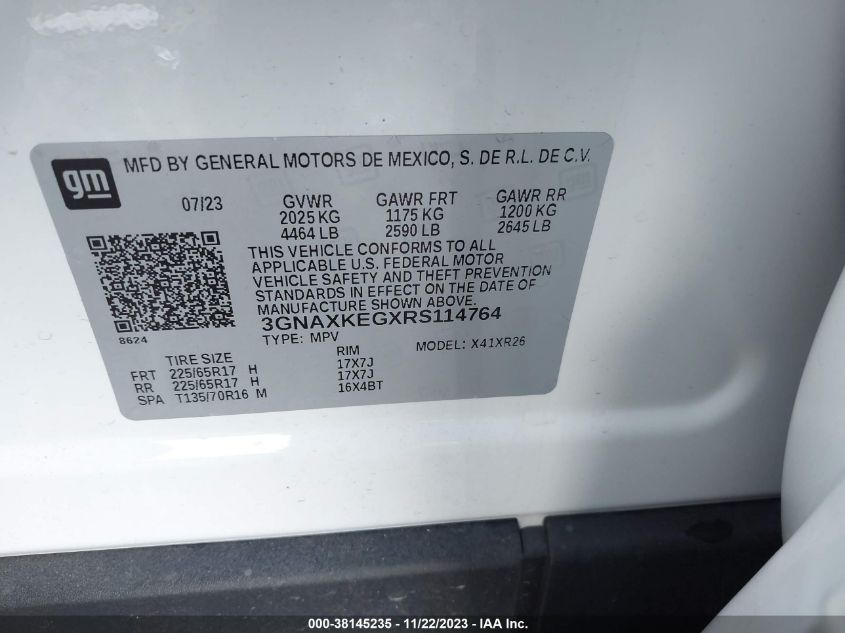 gm
MFD BY GENERAL MOTORS DE MEXICO, S. DE R.L. DE C.V.
07/23 GVWR GAWR FRT GAWR RR
2025 KG 1175 KG 1200 KG
4464 LB 2590 LB 2645 LB
THIS VEHICLE CONFORMS TO ALL
APPLICABLE U.S. FEDERAL MOTOR
VEHICLE SAFETY AND THEFT PREVENTION
STANDARDS IN EFFECT ON THE DATE OF
MANUFACTURE SHOWN ABOVE.
3GNAXKEGXRS114764
8624 TYPE: MPV MODEL: X41XR26
TIRE SIZE RIM
FRT 225/65R17 H 17X7J
RR 225/65R17 H 17X7J
SPA T135/70R16 M 16X4BT
000-38145235 - 11/22/2023 - IAA Inc.